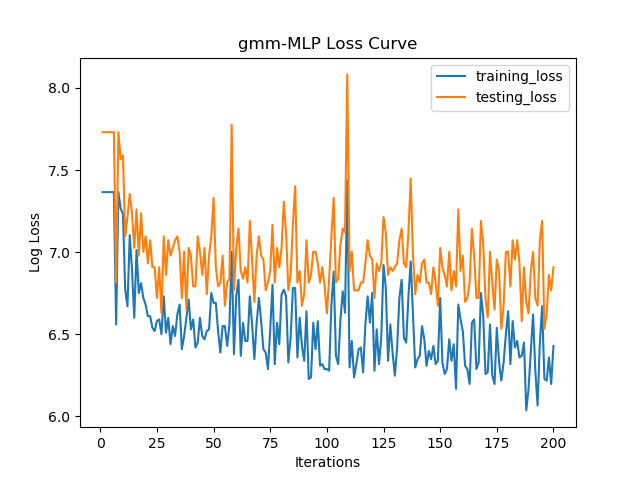 gmm-MLP Loss Curve
training_loss
testing_loss
8.0
7.5
7.0
6.5
6.0
Log Loss
0 25 50 75 100 125 150 175 200
Iterations